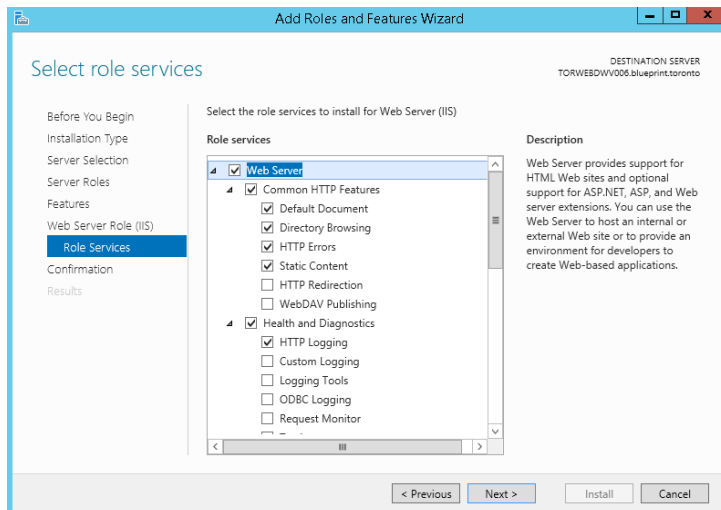 Add Roles and Features Wizard
Select role services
DESTINATION SERVER
TORWEBDWV006.blueprint.toronto
Before You Begin
Installation Type
Server Selection
Server Roles
Features
Web Server Role (IIS)
Role Services
Confirmation
Results
Select the role services to install for Web Server (IIS)
Role services
Web Server
Common HTTP Features
Default Document
Directory Browsing
HTTP Errors
Static Content
HTTP Redirection
WebDAV Publishing
Health and Diagnostics
HTTP Logging
Custom Logging
Logging Tools
ODBC Logging
Request Monitor
Description
Web Server provides support for
HTML Web sites and optional
support for ASP.NET, ASP, and Web
server extensions. You can use the
Web Server to host an internal or
external Web site or to provide an
environment for developers to
create Web-based applications.
< Previous
Next >
Install
Cancel